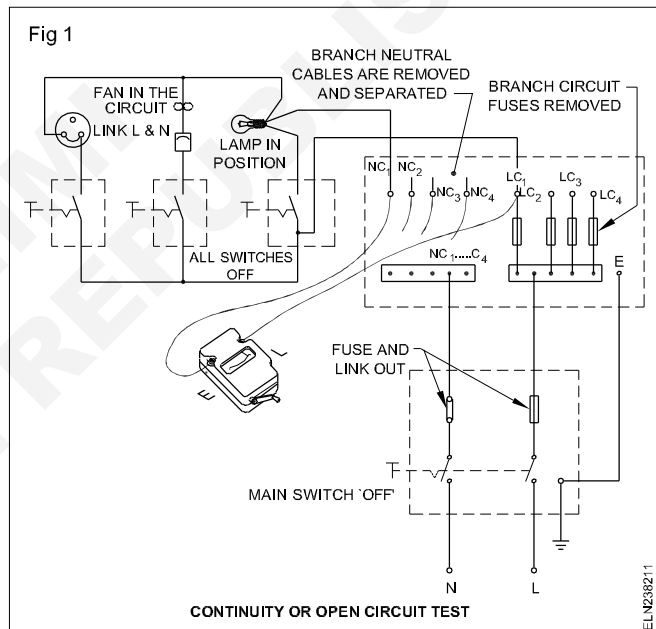 Fig 1
BRANCH NEUTRAL
CABLES ARE REMOVED
AND SEPARATED
BRANCH CIRCUIT
FUSES REMOVED
FAN IN THE
CIRCUIT
LINK L & N
LAMP IN
POSITION
NC1
NC2
NC3
NC4
LC1
LC2
LC3
LC4
ALL SWITCHES
OFF
NC1.....C4
E
L
E
FUSE AND
LINK OUT
MAIN SWITCH `OFF'
N
L
CONTINUITY OR OPEN CIRCUIT TEST
ELN238211